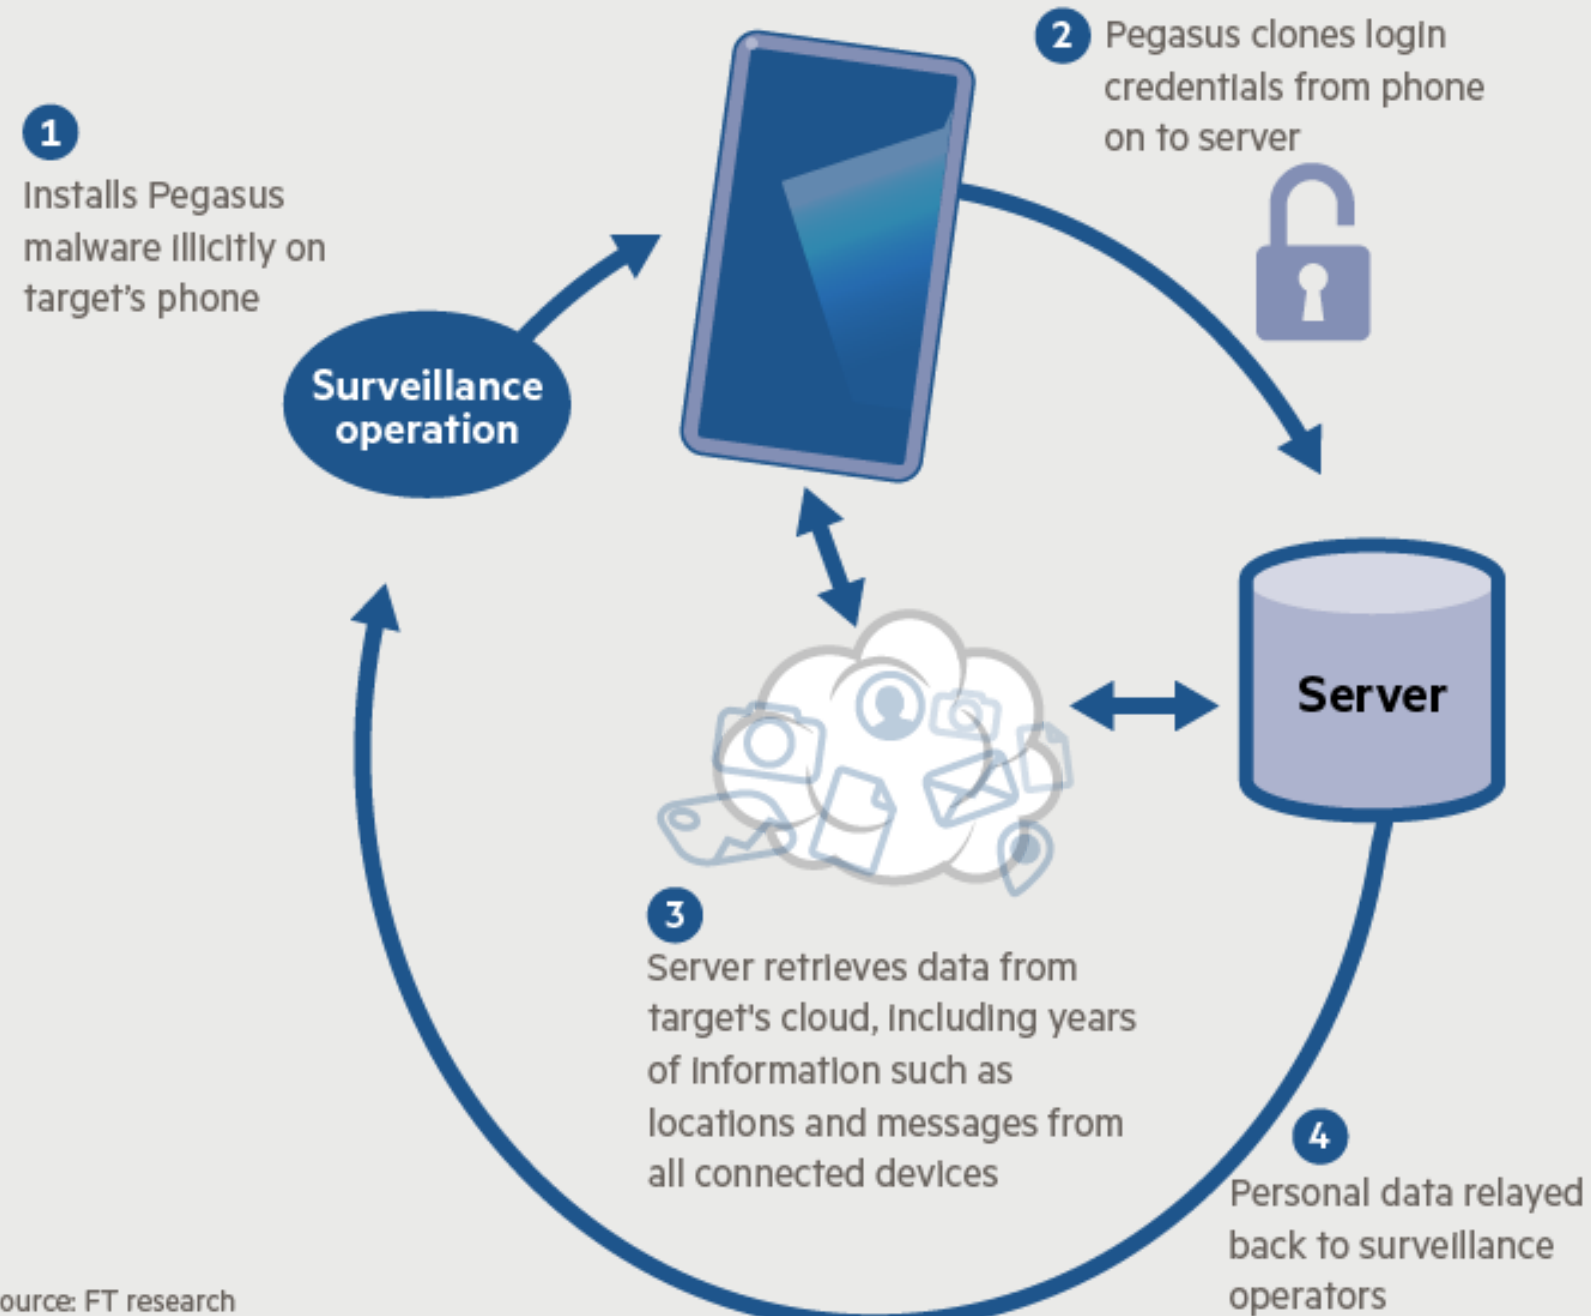 1
Installs Pegasus
malware illicitly on
target's phone
Surveillance
operation
2
Pegasus clones login
credentials from phone
on to server
Server
3
Server retrieves data from
target's cloud, including years
of information such as
locations and messages from
all connected devices
4
Personal data relayed
back to surveillance
operators
ource: FT research